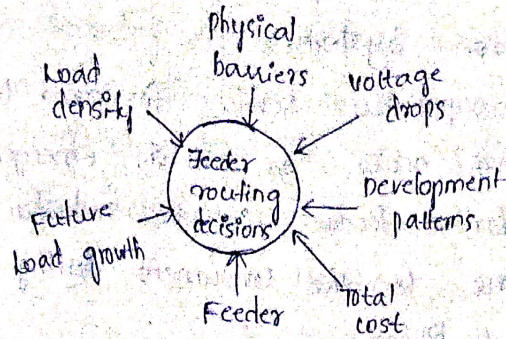 physical
barriers
Load
density
voltage
drops
Feeder
routing
decisions
Development
patterns
Future
Load growth
Feeder
Total
cost